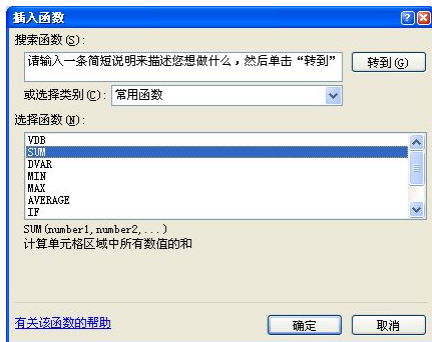 插入函数
搜索函数(S):
请输入一条简短说明来描述您想做什么，然后单击“转到”
转到(G)
或选择类别(C): 常用函数
选择函数(N):
VDB
SUM
DVAR
MIN
MAX
AVERAGE
IF
SUM(number1,number2,...)
计算单元格区域中所有数值的和
有关该函数的帮助
确定
取消